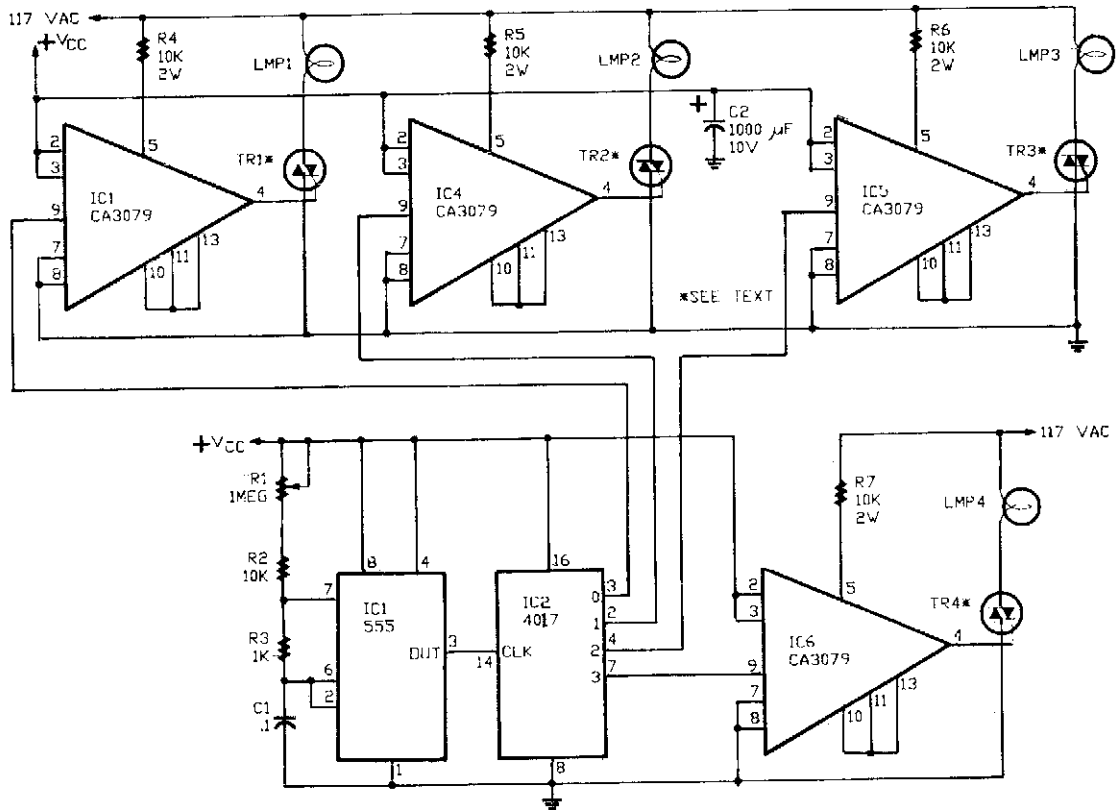 117 VAC
+VCC
R4
10K
2W
LMP1
R5
10K
2W
LMP2
R6
10K
2W
LMP3
+
C2
1000 µF
10V
2
3
9
7
8
5
4
10
11
13
IC1
CA3079
TR1*
2
3
9
7
8
5
4
10
11
13
IC4
CA3079
TR2*
2
3
9
7
8
5
4
10
11
13
IC5
CA3079
TR3*
*SEE TEXT
+VCC
R1
1MEG
R2
10K
R3
1K
C1
.1
8
4
7
6
2
1
IC1
555
OUT
3
14
CLK
16
IC2
4017
0
3
1
2
2
4
3
7
8
117 VAC
R7
10K
2W
LMP4
2
3
9
7
8
5
4
10
11
13
IC6
CA3079
TR4*